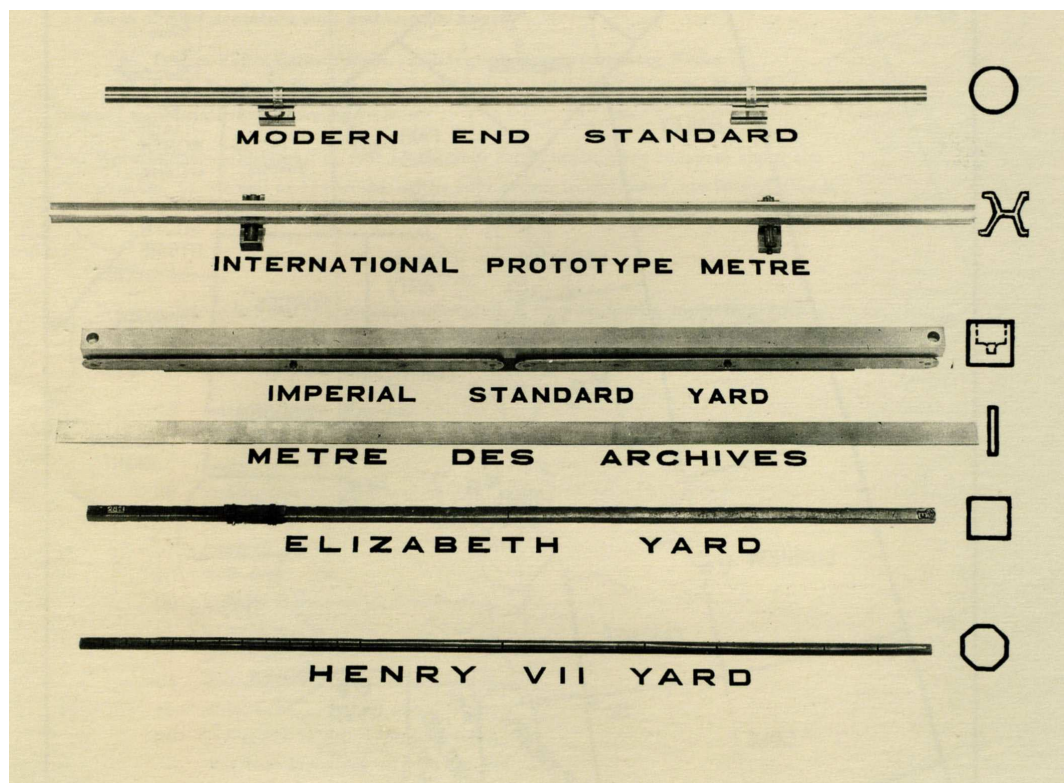 MODERN END STANDARD
INTERNATIONAL PROTOTYPE METRE
IMPERIAL STANDARD YARD
METRE DES ARCHIVES
ELIZABETH YARD
HENRY VII YARD